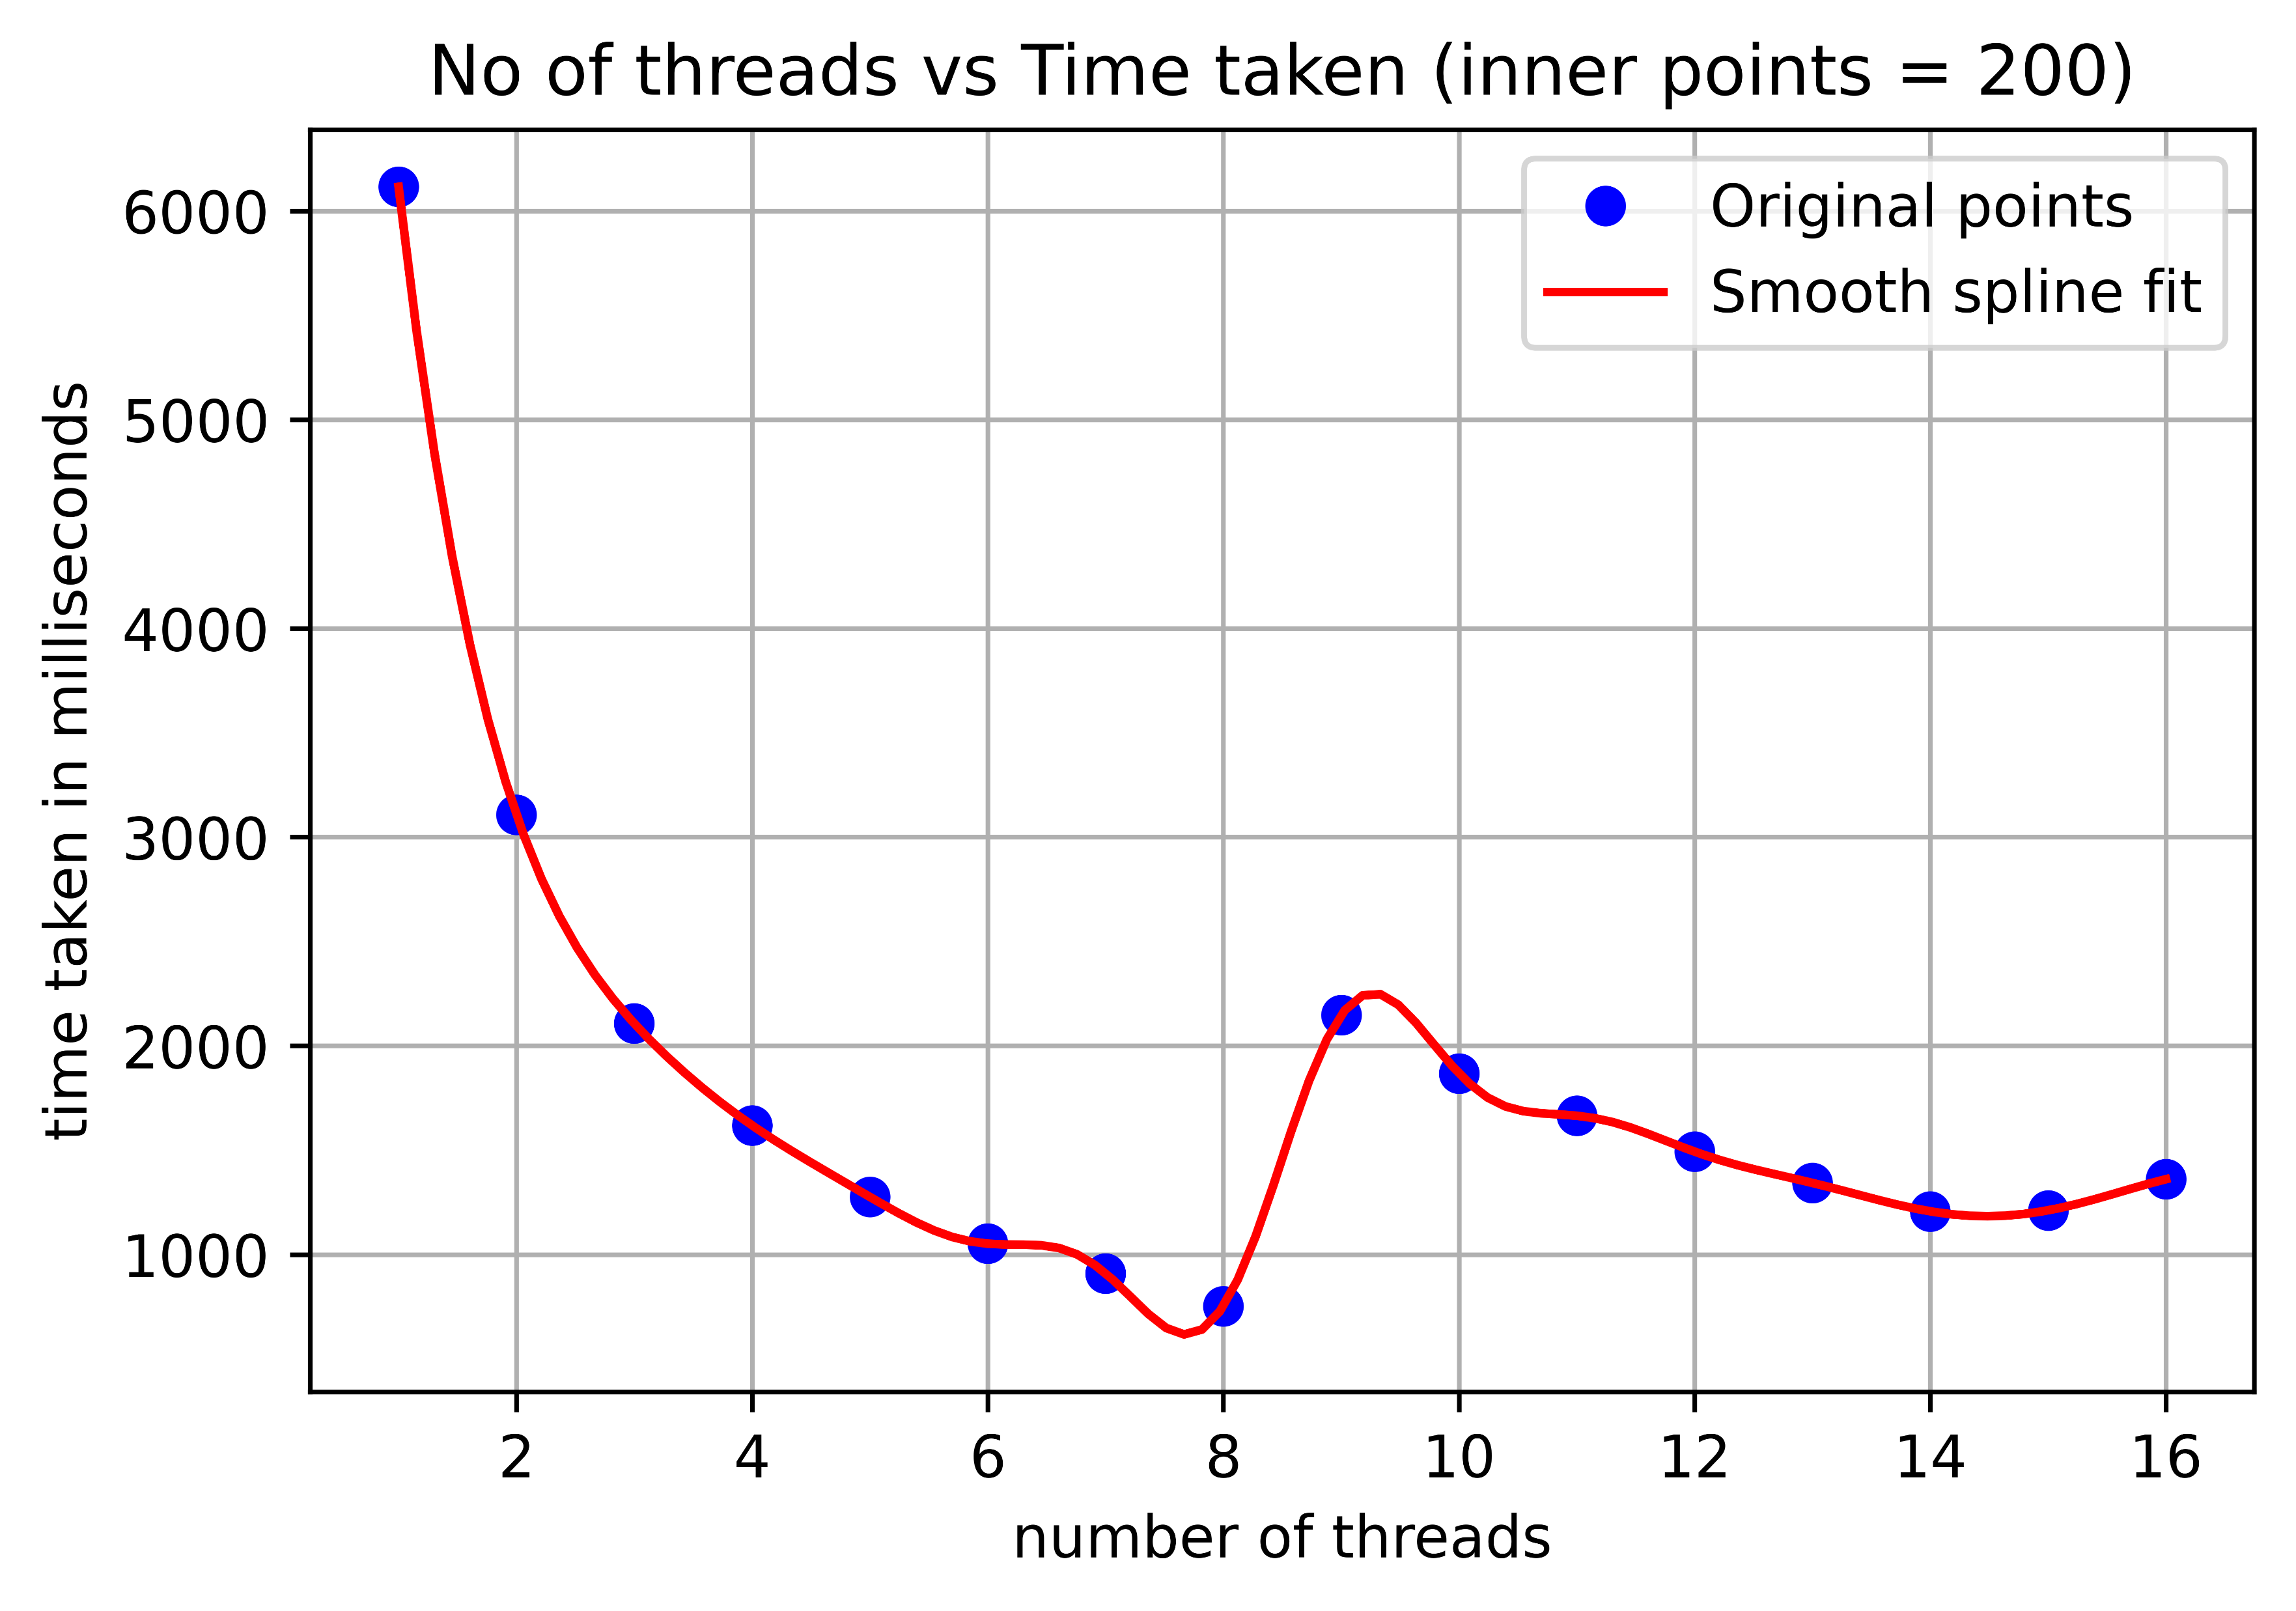 No of threads vs Time taken (inner points = 200)
Original points
Smooth spline fit
6000
5000
4000
3000
2000
1000
time taken in milliseconds
2 4 6 8 10 12 14 16
number of threads